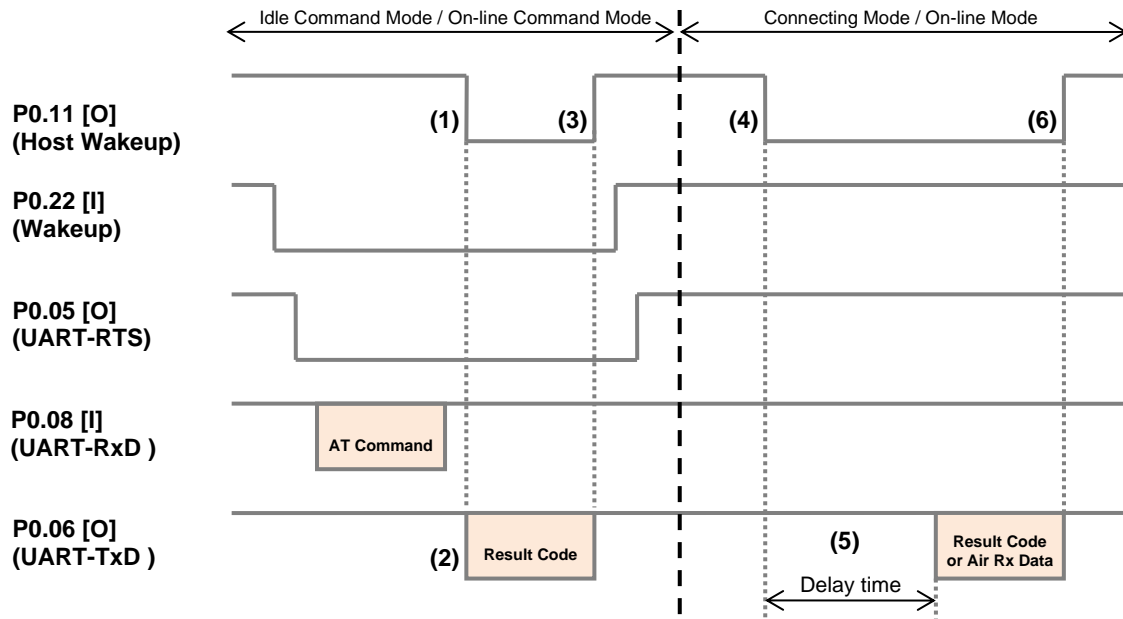 Idle Command Mode / On-line Command Mode
Connecting Mode / On-line Mode
P0.11 [O]
(Host Wakeup)
(1)
(3)
(4)
(6)
P0.22 [I]
(Wakeup)
P0.05 [O]
(UART-RTS)
P0.08 [I]
(UART-RxD )
AT Command
P0.06 [O]
(UART-TxD )
(2)
Result Code
(5)
Result Code
or Air Rx Data
Delay time